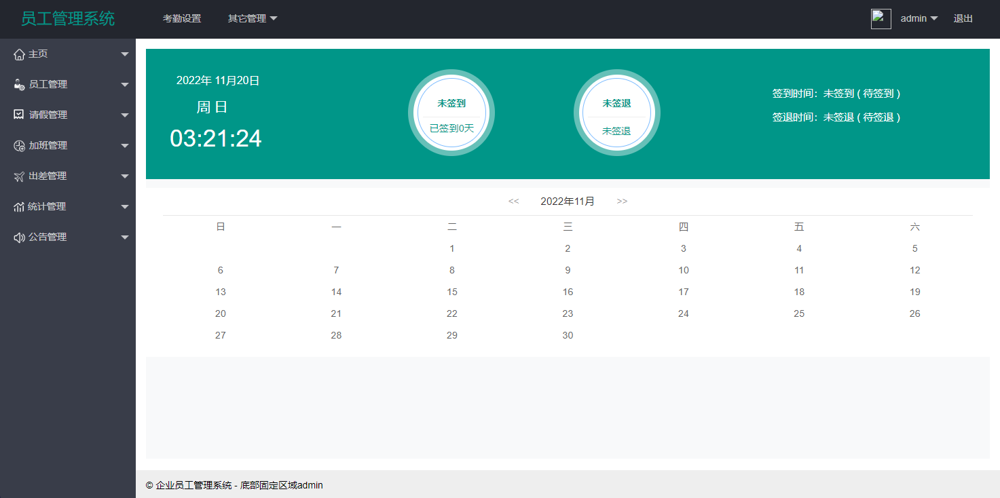 员工管理系统
考勤设置
其它管理
admin
退出
主页
员工管理
请假管理
加班管理
出差管理
统计管理
公告管理
2022年 11月20日
周 日
03:21:24
未签到
已签到0天
未签退
未签退
签到时间：未签到 ( 待签到 )
签退时间：未签退 ( 待签退 )
<< 2022年11月 >>
日 一 二 三 四 五 六
1 2 3 4 5
6 7 8 9 10 11 12
13 14 15 16 17 18 19
20 21 22 23 24 25 26
27 28 29 30
© 企业员工管理系统 - 底部固定区域admin